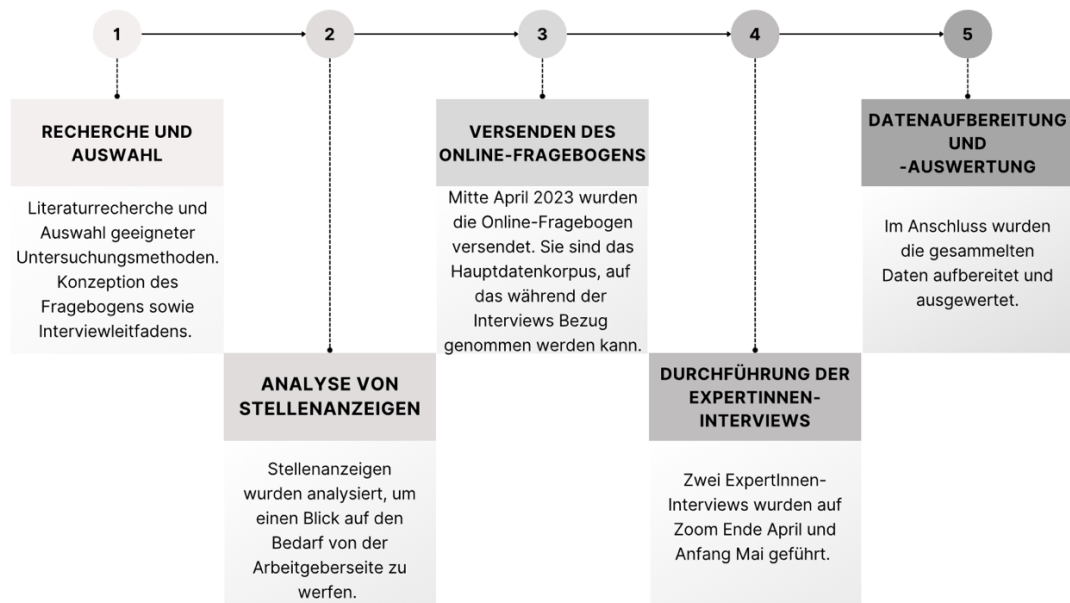 1
2
3
4
5
RECHERCHE UND
AUSWAHL
Literaturrecherche und
Auswahl geeigneter
Untersuchungsmethoden.
Konzeption des
Fragebogens sowie
Interviewleitfadens.
ANALYSE VON
STELLENANZEIGEN
Stellenanzeigen
wurden analysiert, um
einen Blick auf den
Bedarf von der
Arbeitgeberseite zu
werfen.
VERSENDEN DES
ONLINE-FRAGEBOGENS
Mitte April 2023 wurden
die Online-Fragebogen
versendet. Sie sind das
Hauptdatenkorpus, auf
das während der
Interviews Bezug
genommen werden kann.
DURCHFÜHRUNG DER
EXPERTINNEN-
INTERVIEWS
Zwei ExpertInnen-
Interviews wurden auf
Zoom Ende April und
Anfang Mai geführt.
DATENAUFBEREITUNG
UND
-AUSWERTUNG
Im Anschluss wurden
die gesammelten
Daten aufbereitet und
ausgewertet.